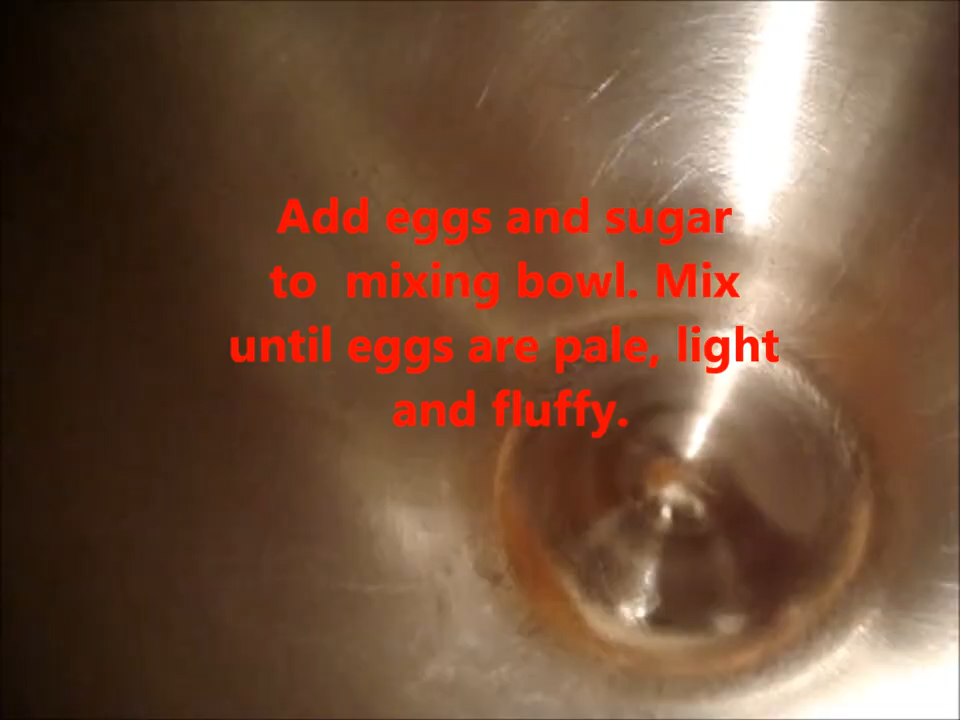 Add eggs and sugar
to  mixing bowl. Mix
until eggs are pale, light
and fluffy.